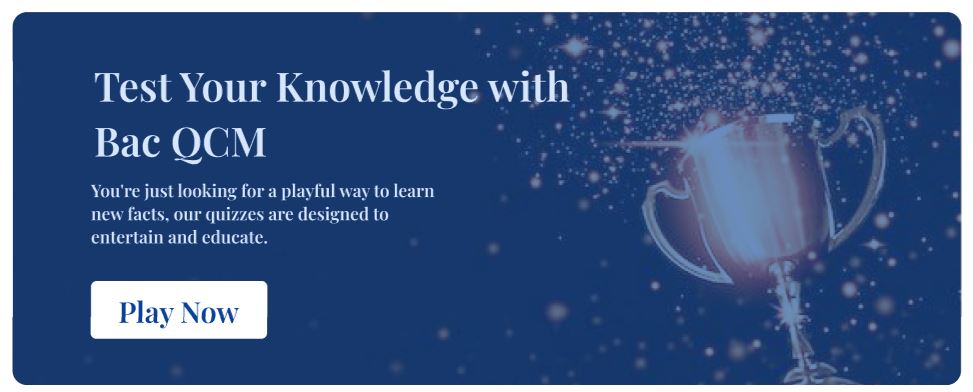 Test Your Knowledge with
Bac QCM
You're just looking for a playful way to learn
new facts, our quizzes are designed to
entertain and educate.
Play Now